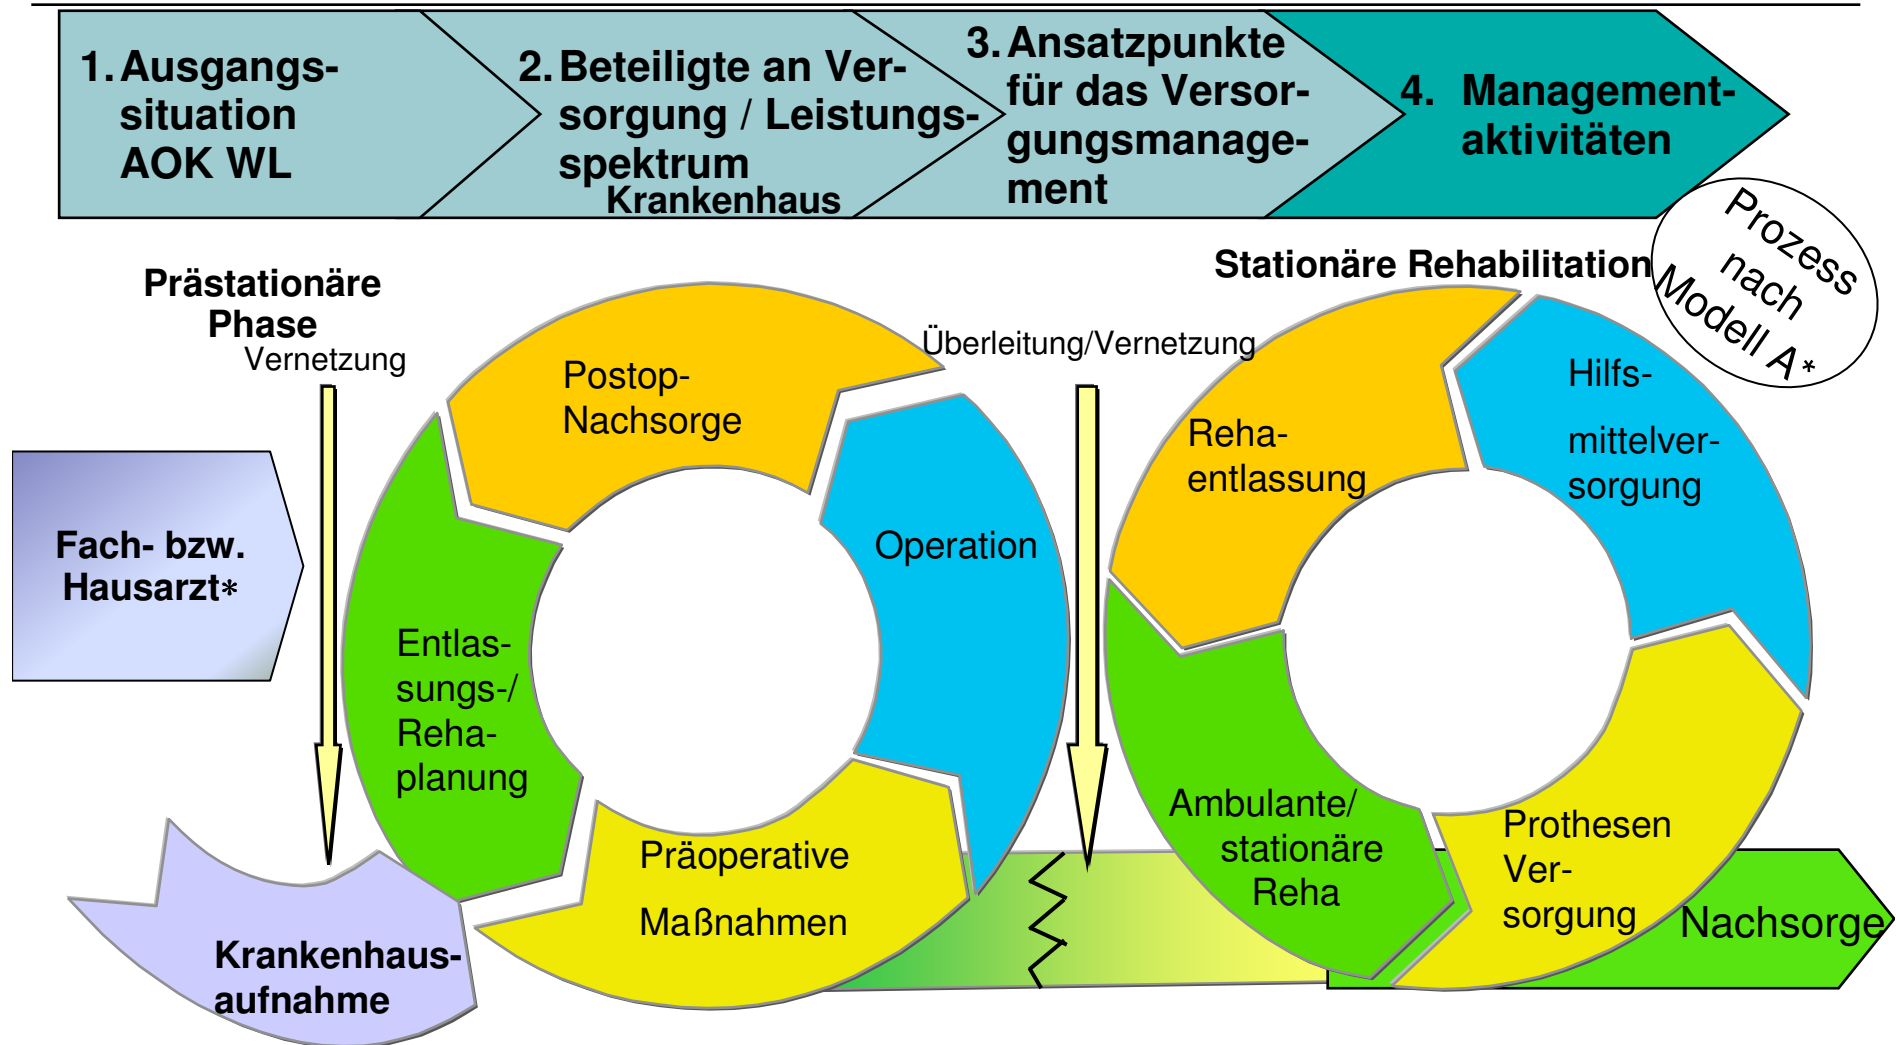 1. Ausgangs-
situation
AOK WL
2. Beteiligte an Ver-
sorgung / Leistungs-
spektrum
Krankenhaus
3. Ansatzpunkte
für das Versor-
gungsmanage-
ment
4. Management-
aktivitäten
Prozess
nach
Modell A*
Prästationäre
Phase
Vernetzung
Stationäre Rehabilitation
Überleitung/Vernetzung
Fach- bzw.
Hausarzt*
Postop-
Nachsorge
Operation
Entlas-
sungs-/
Reha-
planung
Präoperative
Maßnahmen
Krankenhaus-
aufnahme
Reha-
entlassung
Hilfs-
mittelver-
sorgung
Ambulante/
stationäre
Reha
Prothesen
Ver-
sorgung
Nachsorge